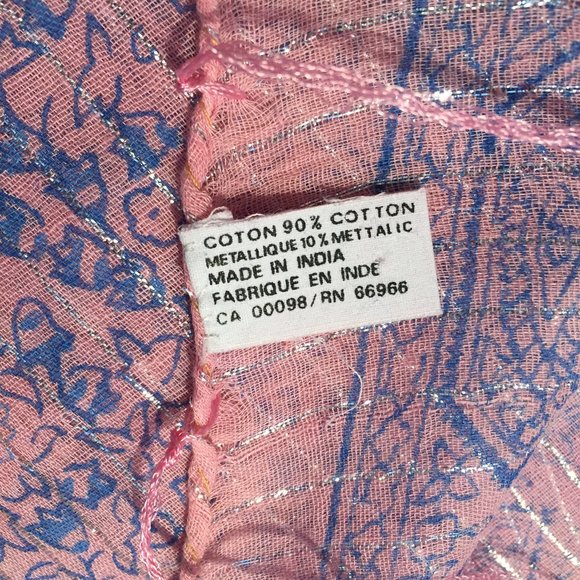 COTON 90% COTTON
METALLIQUE 10% METTALIC
MADE IN INDIA
FABRIQUE EN INDE
CA 00098/RN 66966